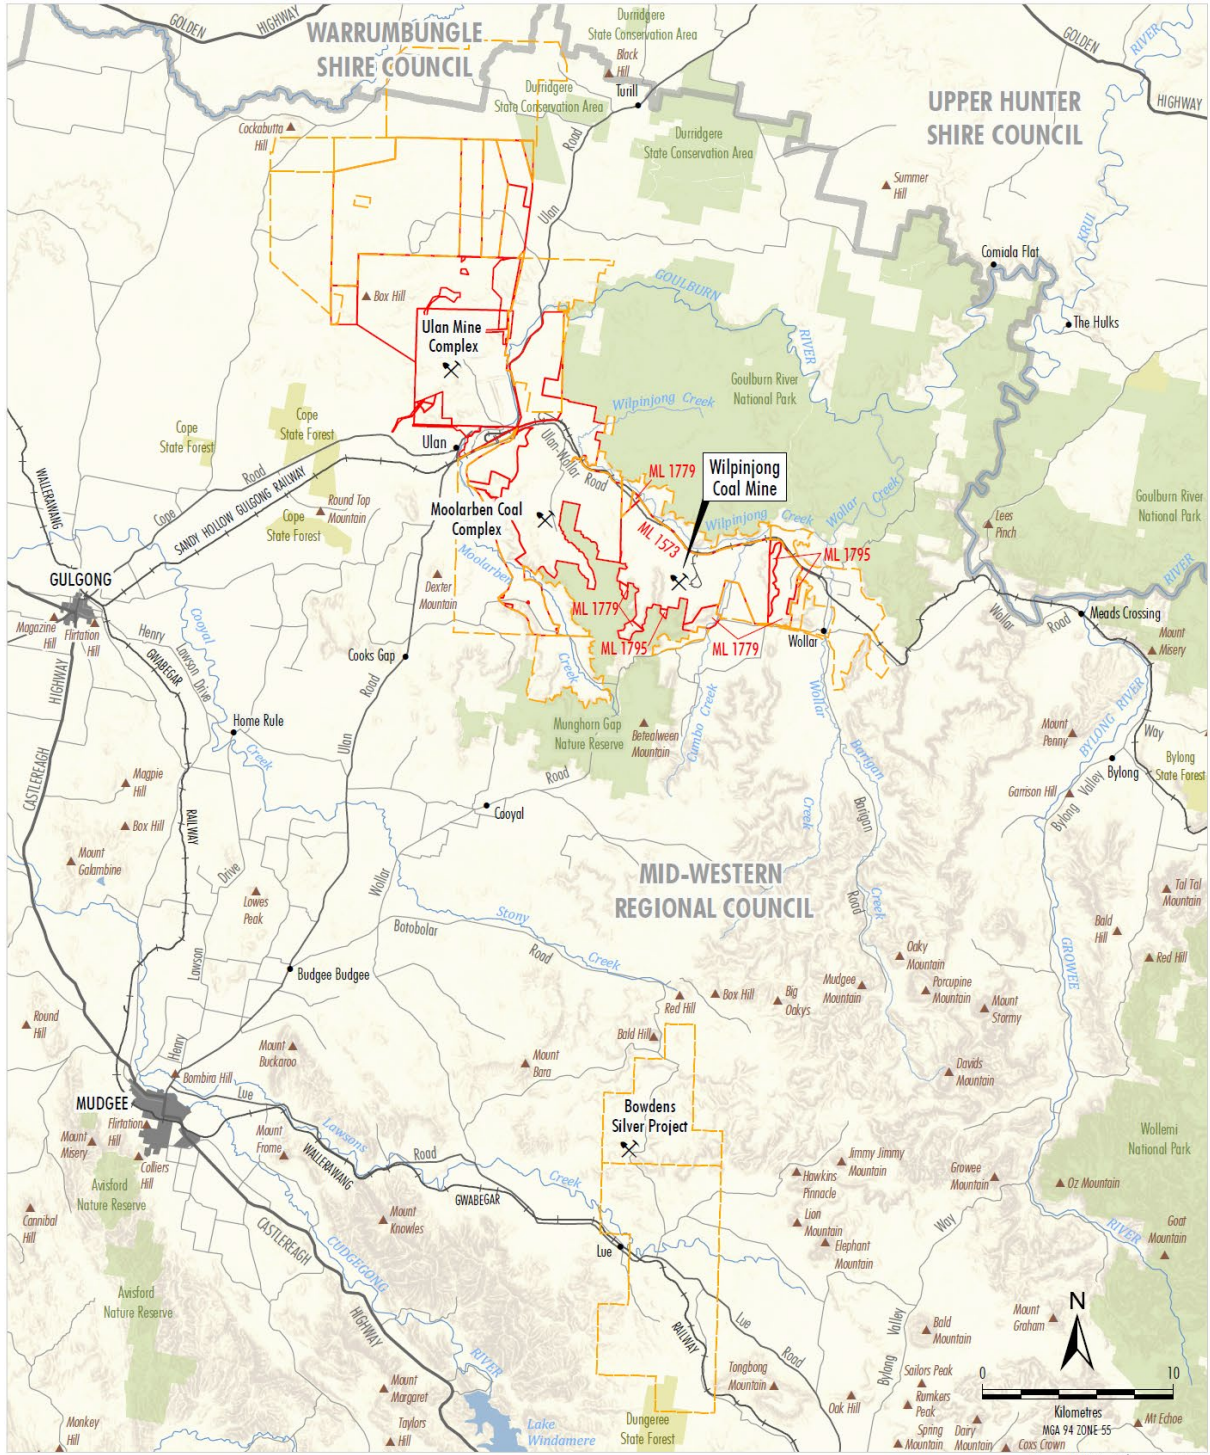 GOLDEN
HIGHWAY
WARRUMBUNGLE
SHIRE COUNCIL
Durridgere
State Conservation Area
Black
Hill
Turill
Durridgere
State Conservation Area
GOLDEN
RIVER
HIGHWAY
UPPER HUNTER
SHIRE COUNCIL
Cockabutta
Hill
Road
Durridgere
State Conservation Area
Summer
Hill
Ulan
KRUI
Comiala Flat
GOULBURN
RIVER
Box Hill
The Hulks
Ulan Mine
Complex
Goulburn River
National Park
Wilpinjong Creek
Cope
State Forest
Cope
State Forest
Ulan
Ulan-Wollar Road
ML 1779
Wilpinjong
Coal Mine
WALLERAWANG
Cope
Road
SANDY HOLLOW GULGONG RAILWAY
Round Top
Mountain
Cope
State Forest
Moolarben Coal
Complex
ML 1573
Wilpinjong
Creek
Wollar Creek
Goulburn River
National Park
Lees
Pinch
ML 1795
Moolarben
GULGONG
Dexter
Mountain
ML 1779
RIVER
Wollar
Road
Meads Crossing
Magazine
Hill
Flirtation
Hill
Cooyal
Henry
Lawson Drive
GWABEGAR
Cooks Gap
Creek
ML 1795
ML 1779
Wollar
Mount
Misery
HIGHWAY
Road
Munghorn Gap
Nature Reserve
Betealween
Mountain
Cumbo Creek
Wollar
BYLONG RIVER
Home Rule
Creek
Ulan
Mount
Penny
Way
Bylong
Bylong
State Forest
CASTLEREAGH
Magpie
Hill
Road
Barigan
Garrison Hill
Bylong Valley
Box Hill
RAILWAY
Cooyal
Creek
Barigan
Mount
Galambine
MID-WESTERN
REGIONAL COUNCIL
Drive
Lowes
Peak
Wollar
Road
Creek
Tal Tal
Mountain
Stony
Creek
Botobolar
Road
Bald
Hill
GROWEE
Lawson
Budgee Budgee
Oaky
Mountain
Red Hill
Mudgee
Mountain
Porcupine
Mountain
Box Hill
Big
Oakys
Red Hill
Mount
Stormy
Round
Hill
Henry
Mount
Buckaroo
Bald Hill
Mount
Bara
Davids
Mountain
Bombira Hill
Lue
MUDGEE
Flirtation
Hill
Mount
Misery
Mount
Frome
Lawsons
WALLERAWANG
Road
Bowdens
Silver Project
Wollemi
National Park
Colliers
Hill
Avisford
Nature Reserve
GWABEGAR
Creek
Jimmy Jimmy
Mountain
Hawkins
Pinnacle
Growee
Mountain
Oz Mountain
Cannibal
Hill
Mount
Knowles
Lion
Mountain
Way
RIVER
Goat
Mountain
CASTLEREAGH
CUDGEGONG
Lue
Elephant
Mountain
Avisford
Nature Reserve
HIGHWAY
RAILWAY
Lue
Road
Bylong Valley
Bald
Mountain
Mount
Graham
N
RIVER
Tongbong
Mountain
Sailors Peak
0
10
Kilometres
MGA 94 ZONE 55
Mount
Margaret
Oak Hill
Rumkers
Peak
Mt Echoe
Monkey
Hill
Taylors
Hill
Lake
Windamere
Dungeree
State Forest
Spring
Mountain
Dairy
Mountain
Coxs Crown